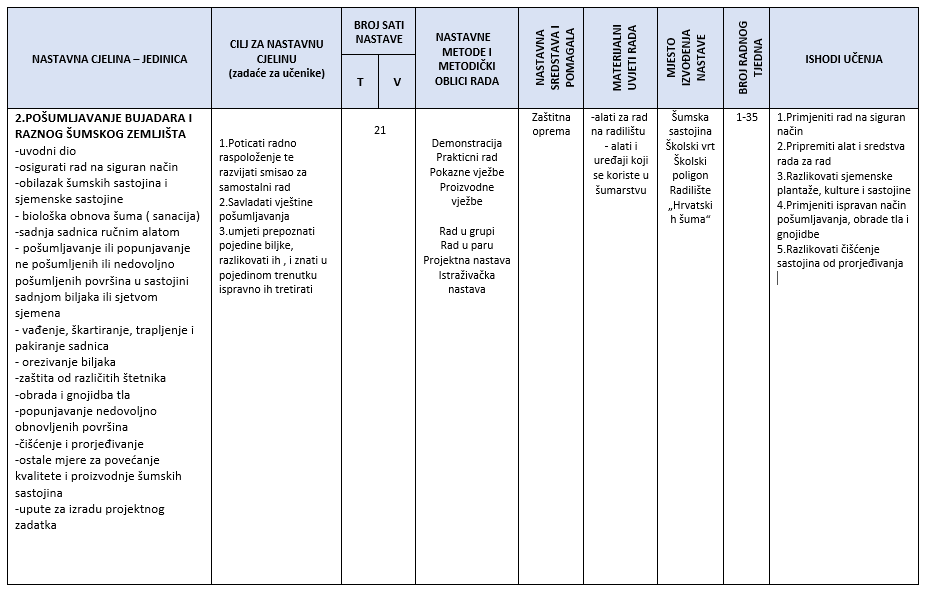 NASTAVNA CJELINA – JEDINICA
CILJ ZA NASTAVNU
CJELINU
(zadaće za učenike)
BROJ SATI
NASTAVE
T
V
NASTAVNE
METODE I
METODIČKI
OBLICI RADA
NASTAVNA
SREDSTAVA I
POMAGALA
MATERIJALNI
UVJETI RADA
MJESTO
IZVOĐENJA
NASTAVE
BROJ RADNOG
TJEDNA
ISHODI UČENJA
2.POŠUMLJAVANJE BUJADARA I
RAZNOG ŠUMSKOG ZEMLJIŠTA
-uvodni dio
-osigurati rad na siguran način
-obilazak šumskih sastojina i
sjemenske sastojine
- biološka obnova šuma ( sanacija)
-sadnja sadnica ručnim alatom
- pošumljavanje ili popunjavanje
ne pošumljenih ili nedovoljno
pošumljenih površina u sastojini
sadnjom biljaka ili sjetvom
sjemena
- vađenje, škartiranje, trapljenje i
pakiranje sadnica
- orezivanje biljaka
-zaštita od različitih štetnika
-obrada i gnojidba tla
-popunjavanje nedovoljno
obnovljenih površina
-čišćenje i prorjeđivanje
-ostale mjere za povećanje
kvalitete i proizvodnje šumskih
sastojina
-upute za izradu projektnog
zadatka
1.Poticati radno
raspoloženje te
razvijati smisao za
samostalni rad
2.Savladati vještine
pošumljavanja
3.umjeti prepoznati
pojedine biljke,
razlikovati ih , i znati u
pojedinom trenutku
ispravno ih tretirati
21
Demonstracija
Prakticni rad
Pokazne vježbe
Proizvodne
vježbe
Rad u grupi
Rad u paru
Projektna nastava
Istraživačka
nastava
Zaštitna
oprema
-alati za rad
na radilištu
- alati i
uređaji koji
se koriste u
šumarstvu
Šumska
sastojina
Školski vrt
Školski
poligon
Radilište
„Hrvatski
h šuma“
1-35
1.Primjeniti rad na siguran
način
2.Pripremiti alat i sredstva
rada za rad
3.Razlikovati sjemenske
plantaže, kulture i sastojine
4.Primjeniti ispravan način
pošumljavanja, obrade tla i
gnojidbe
5.Razlikovati čišćenje
sastojina od prorjeđivanja